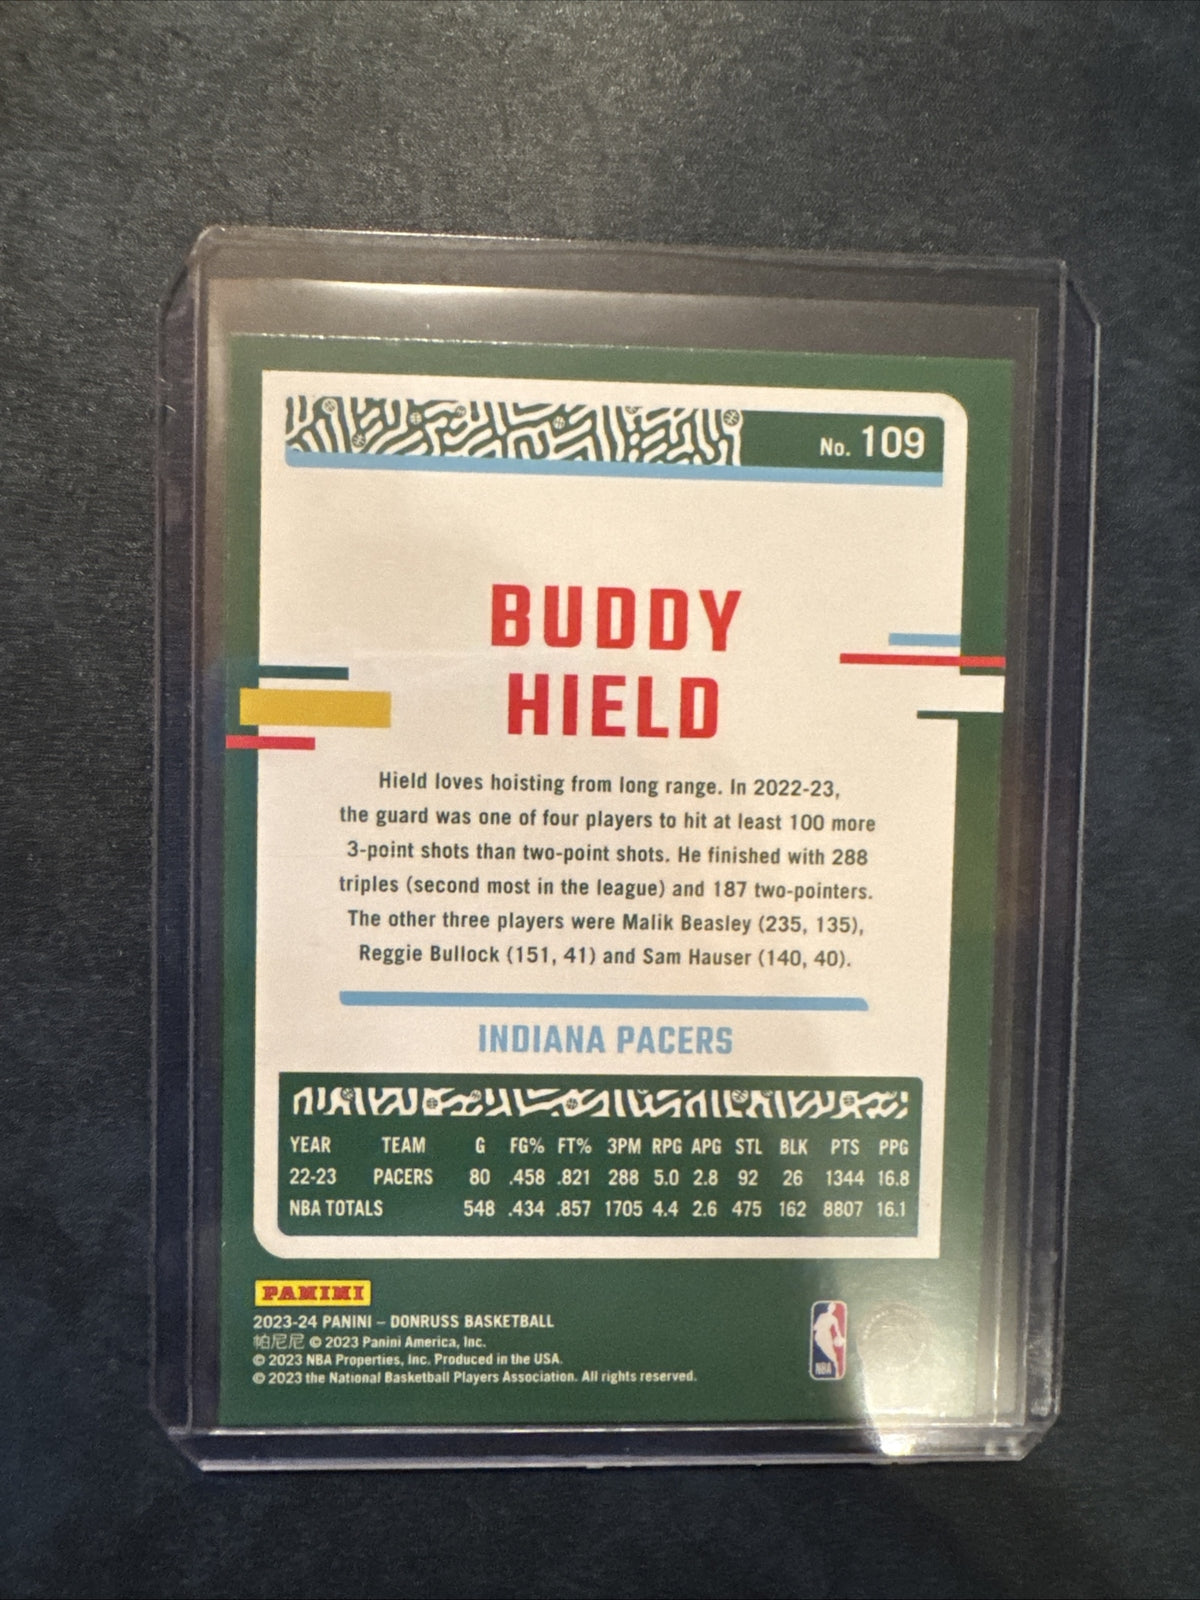 No. 109
BUDDY
HIELD
Hield loves hoisting from long range. In 2022-23,
the guard was one of four players to hit at least 100 more
3-point shots than two-point shots. He finished with 288
triples (second most in the league) and 187 two-pointers.
The other three players were Malik Beasley (235, 135),
Reggie Bullock (151, 41) and Sam Hauser (140, 40).
INDIANA PACERS
YEAR TEAM G FG% FT% 3PM RPG APG STL BLK PTS PPG
22-23 PACERS 80 .458 .821 288 5.0 2.8 92 26 1344 16.8
NBA TOTALS 548 .434 .857 1705 4.4 2.6 475 162 8807 16.1
PANINI
2023-24 PANINI – DONRUSS BASKETBALL
帕尼尼 © 2023 Panini America, Inc.
© 2023 NBA Properties, Inc. Produced in the USA.
© 2023 the National Basketball Players Association. All rights reserved.
NBA